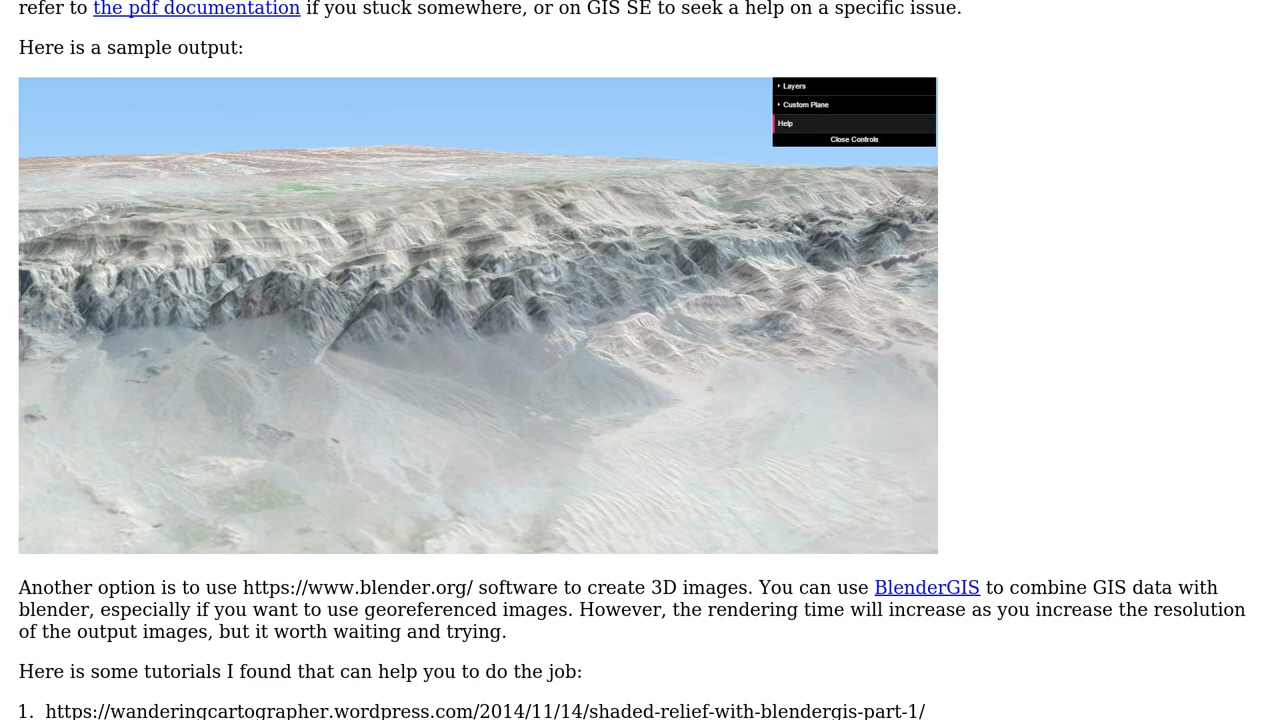 refer to the pdf documentation if you stuck somewhere, or on GIS SE to seek a help on a specific issue.
Here is a sample output:
Layers
Custom Plane
Help
Close Controls
Another option is to use https://www.blender.org/ software to create 3D images. You can use BlenderGIS to combine GIS data with
blender, especially if you want to use georeferenced images. However, the rendering time will increase as you increase the resolution
of the output images, but it worth waiting and trying.
Here is some tutorials I found that can help you to do the job:
1. https://wanderingcartographer.wordpress.com/2014/11/14/shaded-relief-with-blendergis-part-1/